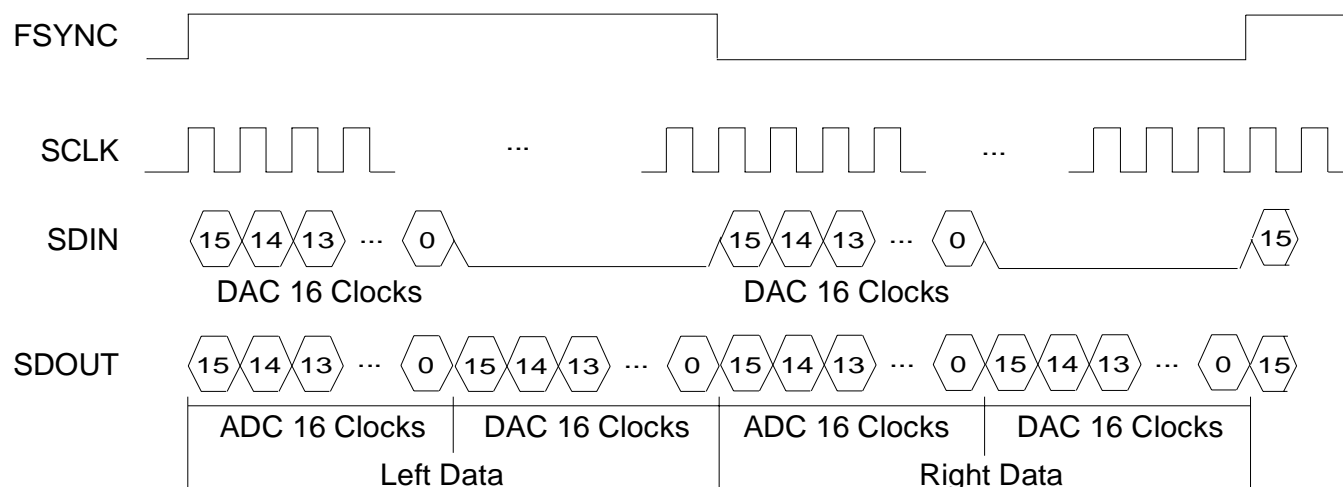 FSYNC
SCLK ... ...
SDIN 15 14 13 ... 0 15 14 13 ... 0 15
DAC 16 Clocks DAC 16 Clocks
SDOUT 15 14 13 ... 0 15 14 13 ... 0 15 14 13 ... 0 15 14 13 ... 0 15
ADC 16 Clocks DAC 16 Clocks ADC 16 Clocks DAC 16 Clocks
Left Data Right Data